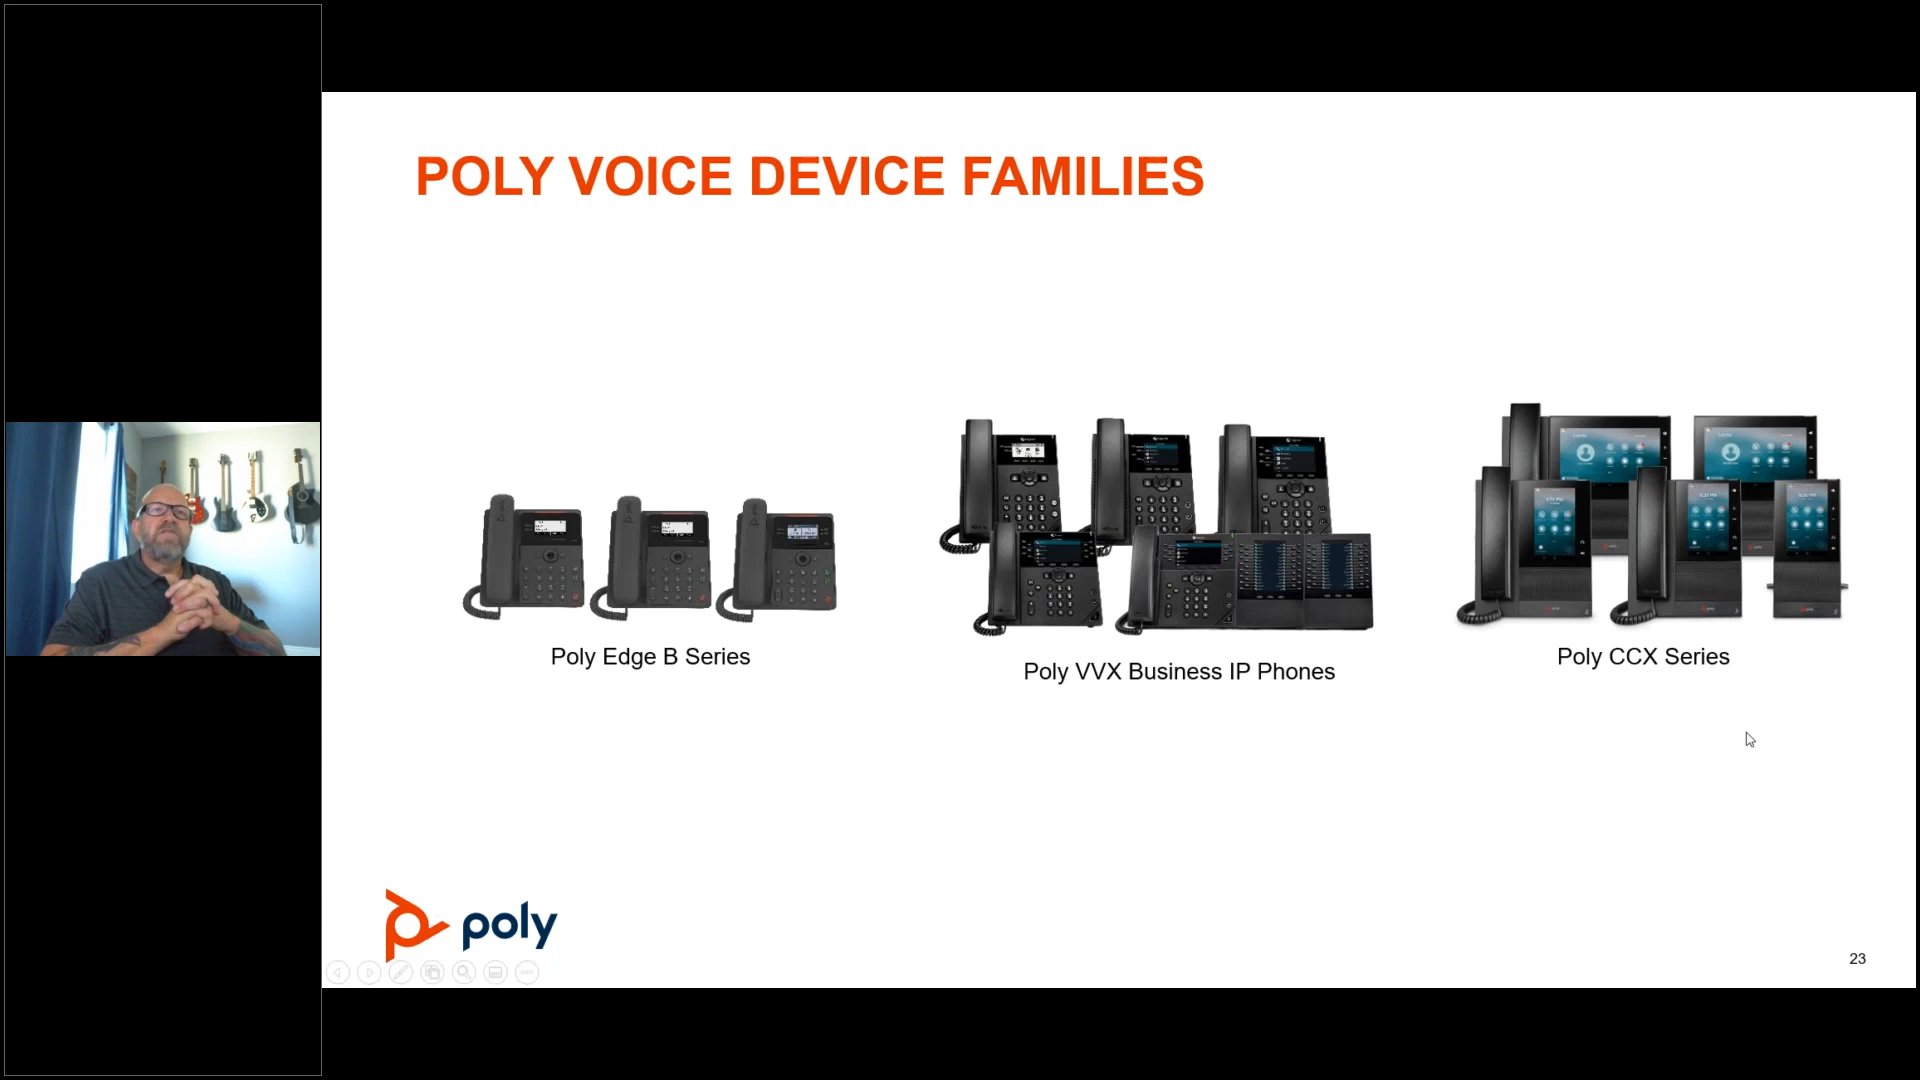 POLY VOICE DEVICE FAMILIES
Poly Edge B Series
Poly VVX Business IP Phones
Poly CCX Series
poly
23